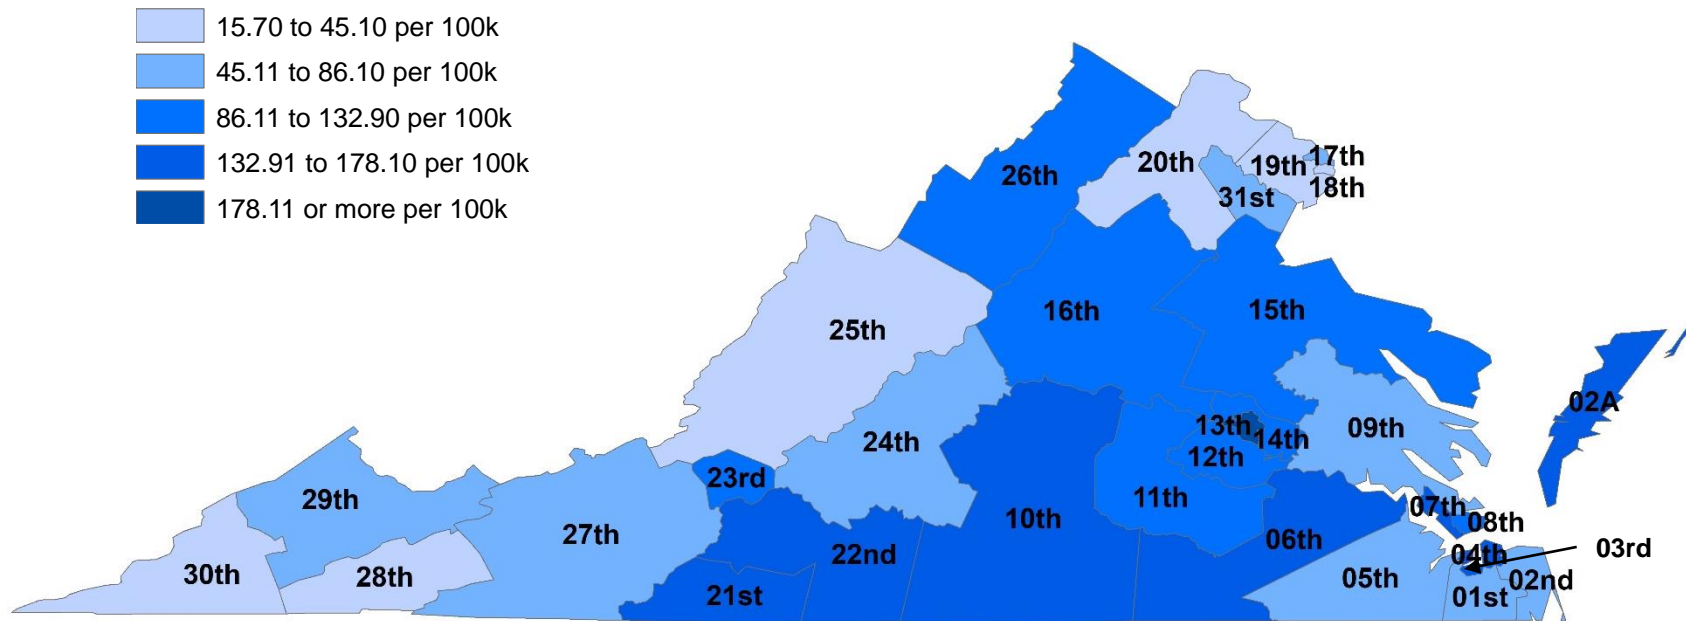 15.70 to 45.10 per 100k
45.11 to 86.10 per 100k
86.11 to 132.90 per 100k
132.91 to 178.10 per 100k
178.11 or more per 100k
26th
20th
19th
17th
18th
31st
16th
15th
25th
02A
24th
13th
14th
12th
09th
23rd
29th
11th
07th
08th
10th
27th
06th
22nd
04th
03rd
30th
28th
05th
02nd
21st
01st